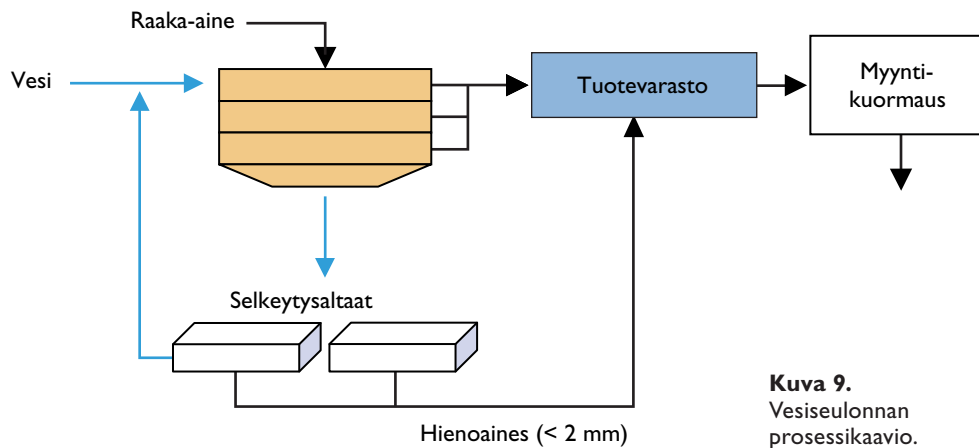 Raaka-aine
Vesi
Tuotevarasto
Myynti-
kuormaus
Selkeytysaltaat
Hienoaines (< 2 mm)
Kuva 9.
Vesiseulonnan
prosessikaavio.